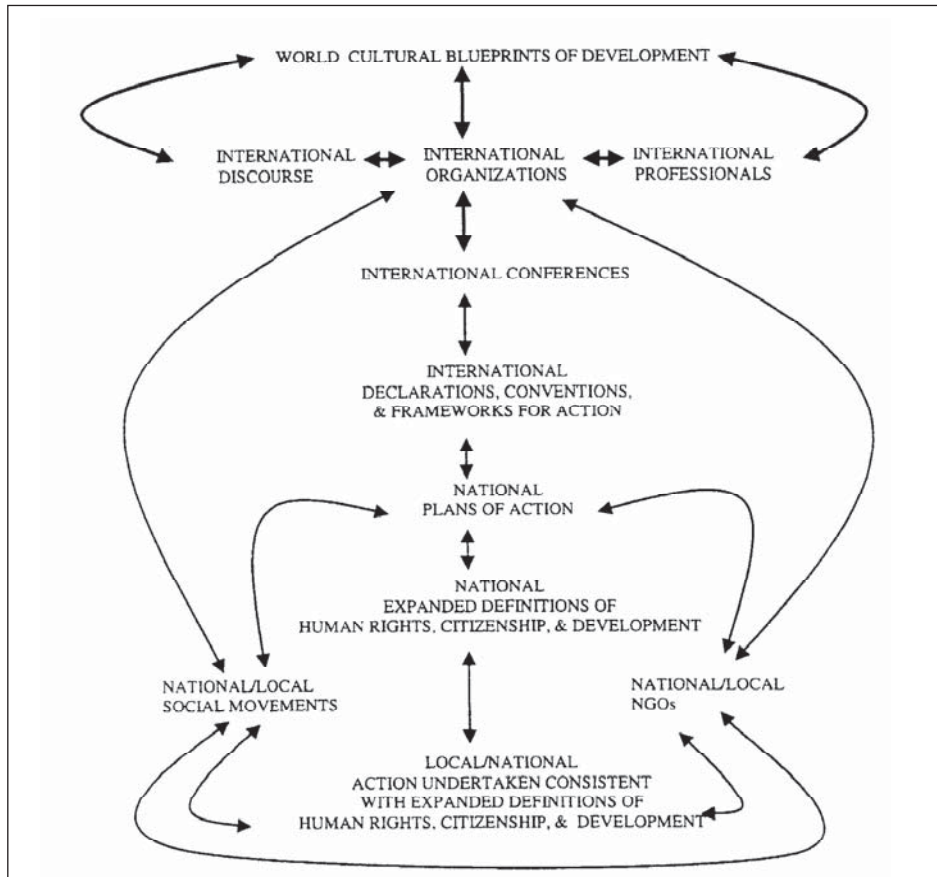 WORLD CULTURAL BLUEPRINTS OF DEVELOPMENT
INTERNATIONAL
DISCOURSE
INTERNATIONAL
ORGANIZATIONS
INTERNATIONAL
PROFESSIONALS
INTERNATIONAL CONFERENCES
INTERNATIONAL
DECLARATIONS, CONVENTIONS,
& FRAMEWORKS FOR ACTION
NATIONAL
PLANS OF ACTION
NATIONAL
EXPANDED DEFINITIONS OF
HUMAN RIGHTS, CITIZENSHIP, & DEVELOPMENT
NATIONAL/LOCAL
SOCIAL MOVEMENTS
NATIONAL/LOCAL
NGOs
LOCAL/NATIONAL
ACTION UNDERTAKEN CONSISTENT
WITH EXPANDED DEFINITIONS OF
HUMAN RIGHTS, CITIZENSHIP, & DEVELOPMENT